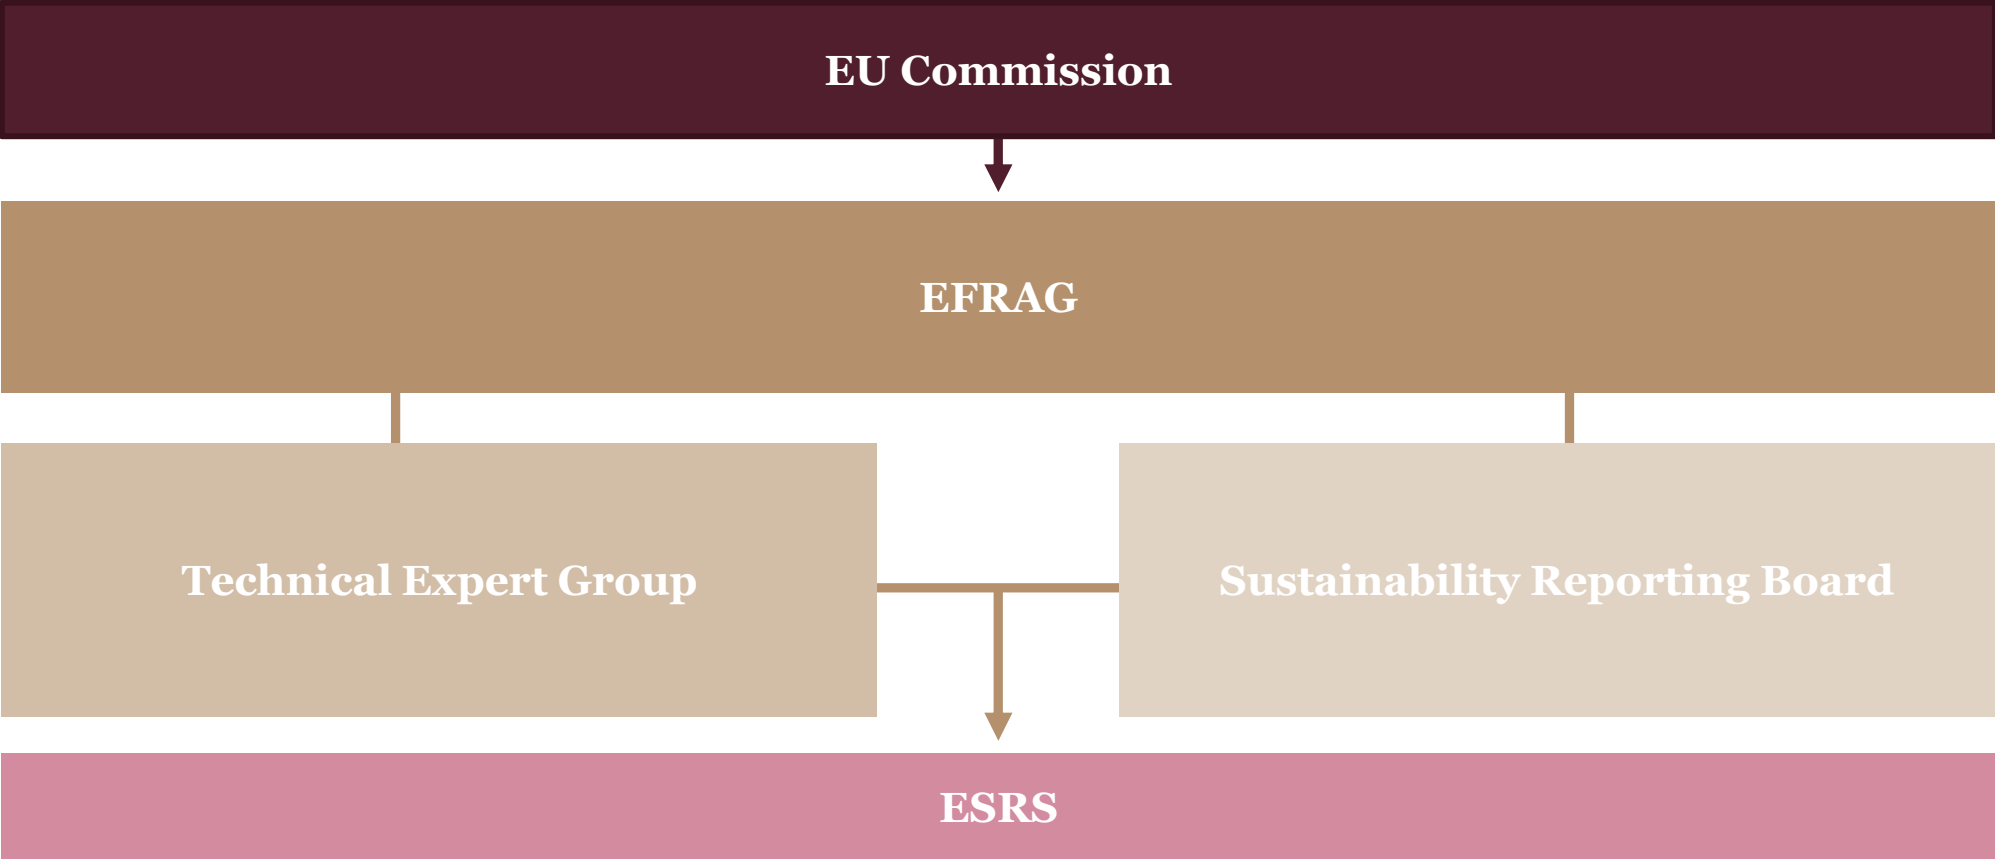 EU Commission
EFRAG
Technical Expert Group
Sustainability Reporting Board
ESRS